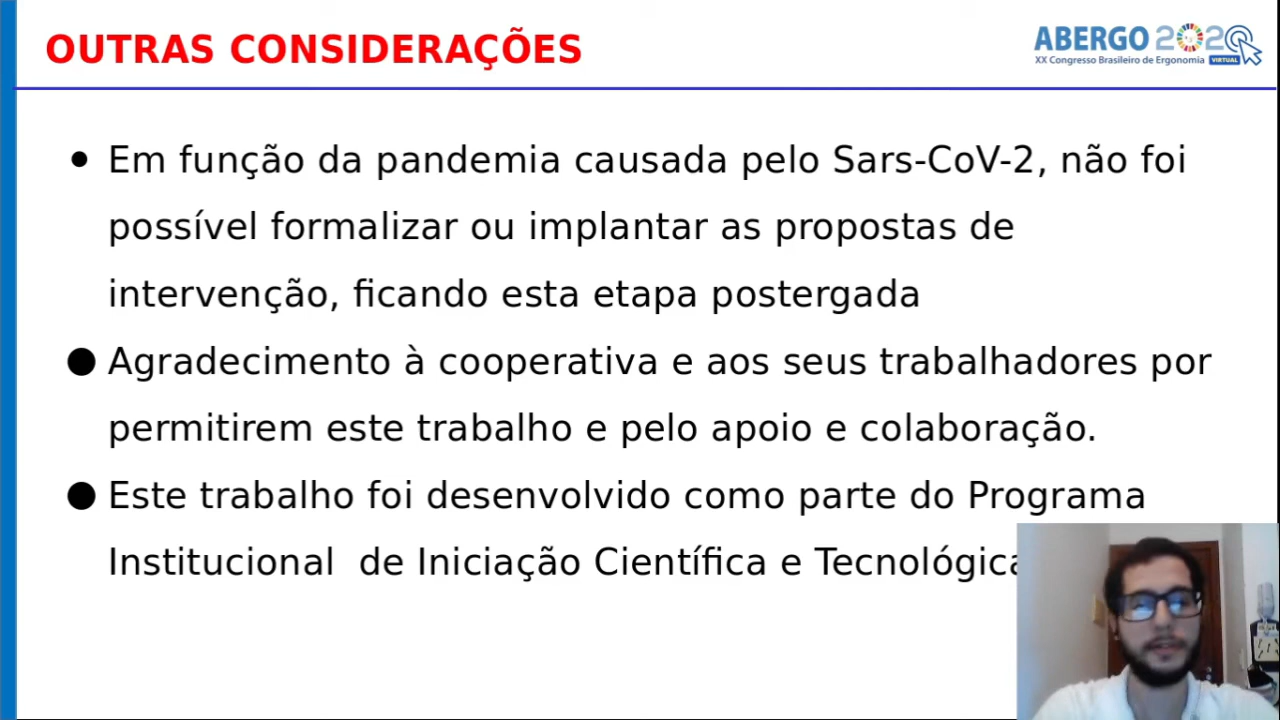 OUTRAS CONSIDERAÇÕES
ABERGO 2020
XX Congresso Brasileiro de Ergonomia VIRTUAL
• Em função da pandemia causada pelo Sars-CoV-2, não foi
possível formalizar ou implantar as propostas de
intervenção, ficando esta etapa postergada
● Agradecimento à cooperativa e aos seus trabalhadores por
permitirem este trabalho e pelo apoio e colaboração.
● Este trabalho foi desenvolvido como parte do Programa
Institucional  de Iniciação Científica e Tecnológica